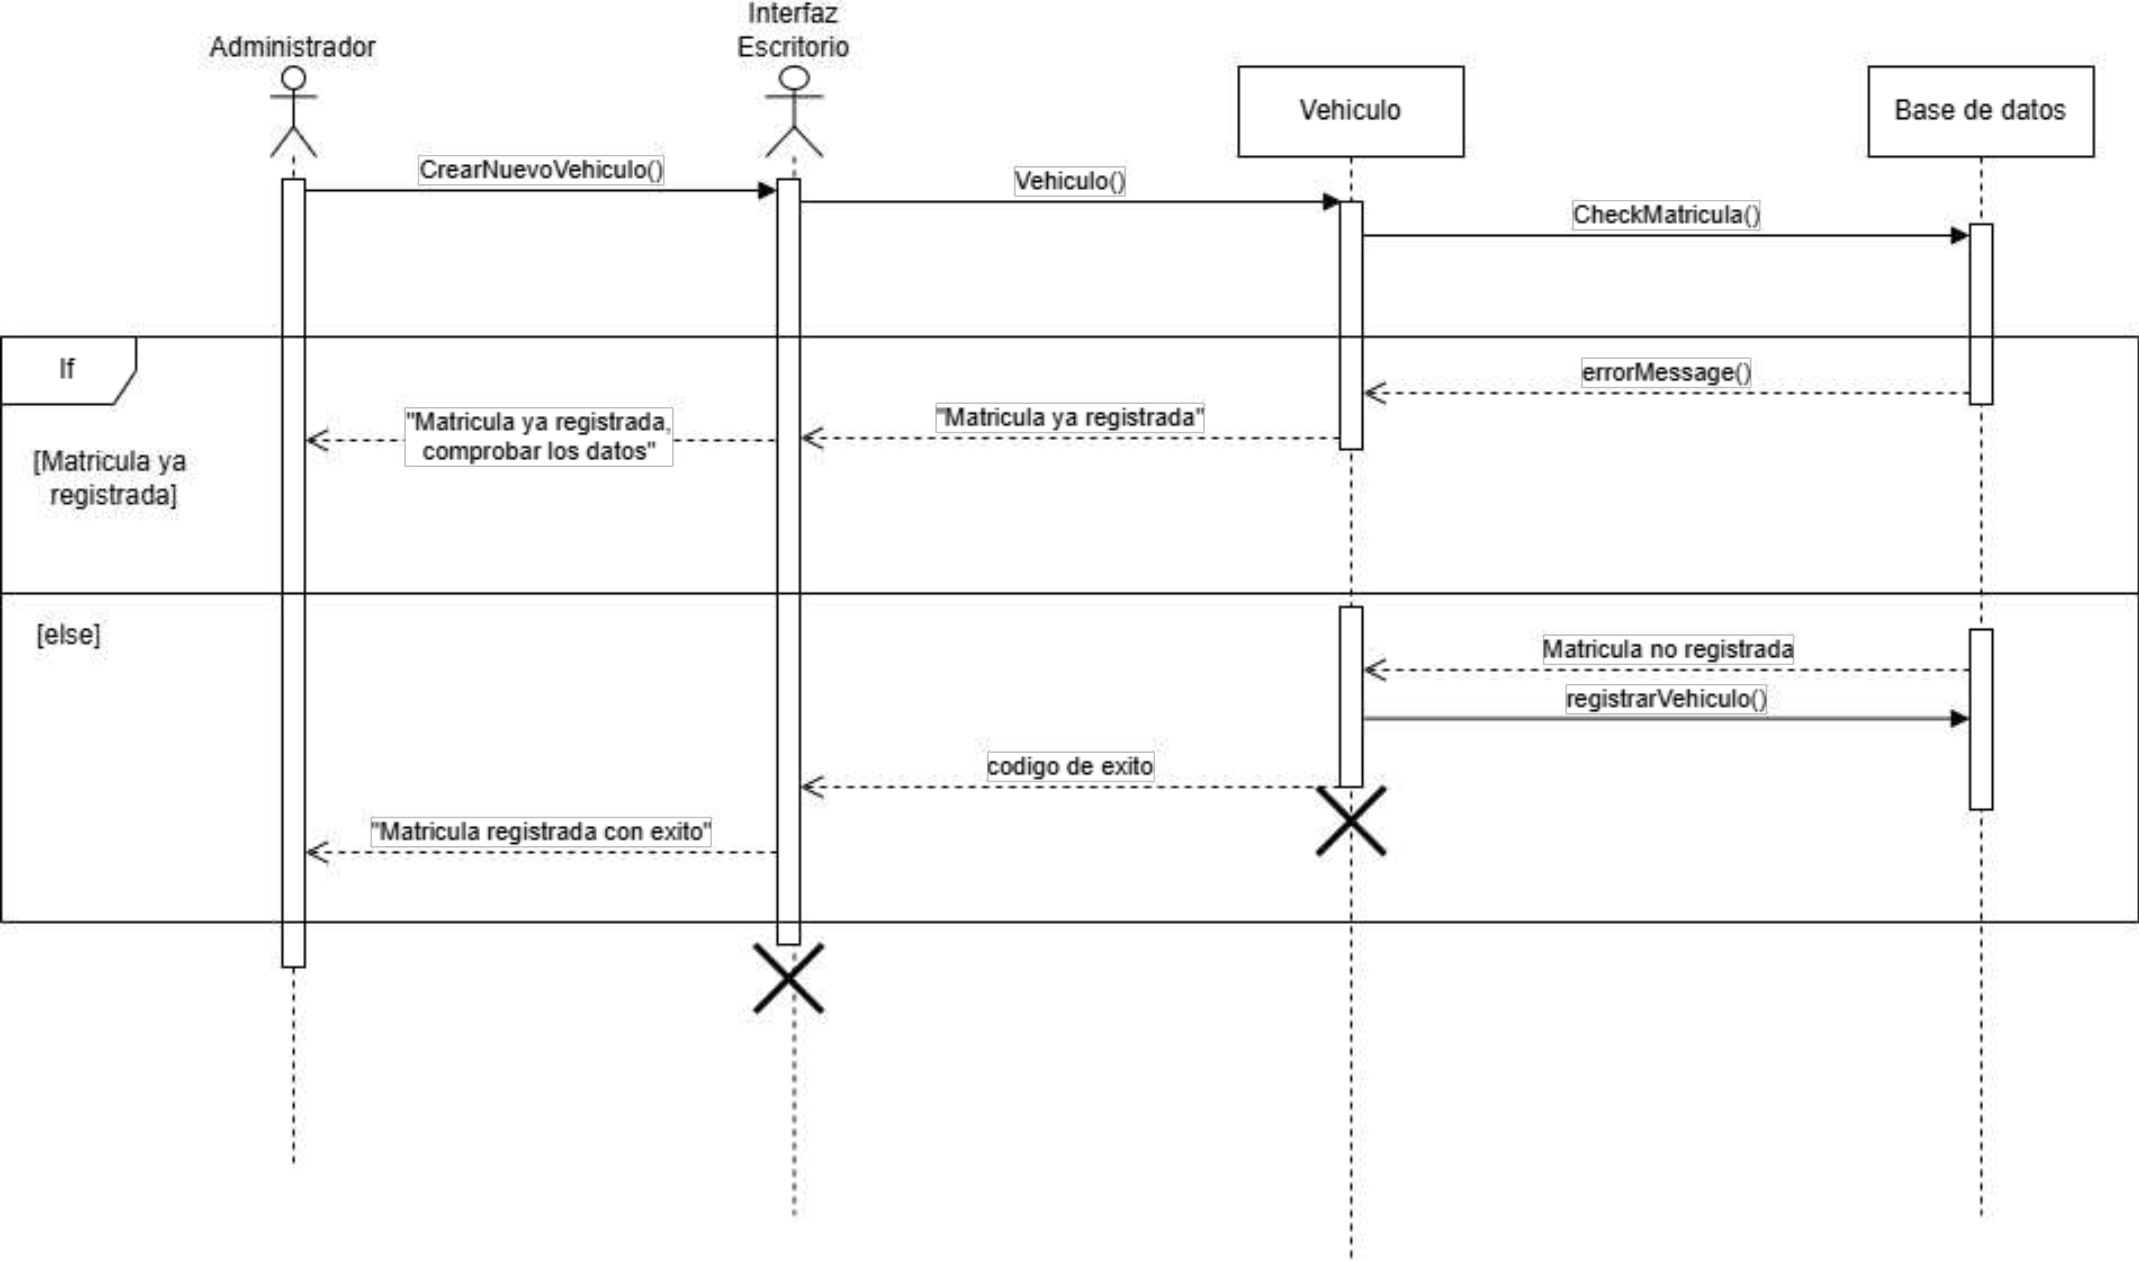 Administrador
Interfaz
Escritorio
Vehiculo
Base de datos
CrearNuevoVehiculo()
Vehiculo()
CheckMatricula()
If
errorMessage()
"Matricula ya registrada"
"Matricula ya registrada,
comprobar los datos"
[Matricula ya
registrada]
[else]
Matricula no registrada
registrarVehiculo()
codigo de exito
"Matricula registrada con exito"